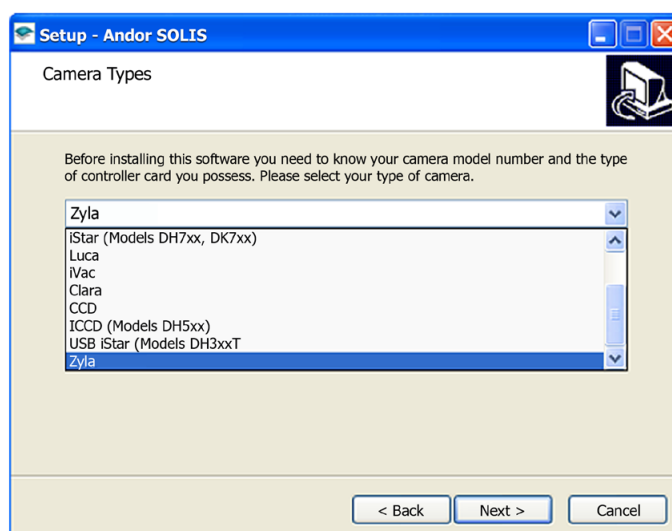 Setup - Andor SOLIS
Camera Types
Before installing this software you need to know your camera model number and the type
of controller card you possess. Please select your type of camera.
Zyla
iStar (Models DH7xx, DK7xx)
Luca
iVac
Clara
CCD
ICCD (Models DH5xx)
USB iStar (Models DH3xxT
Zyla
< Back Next > Cancel